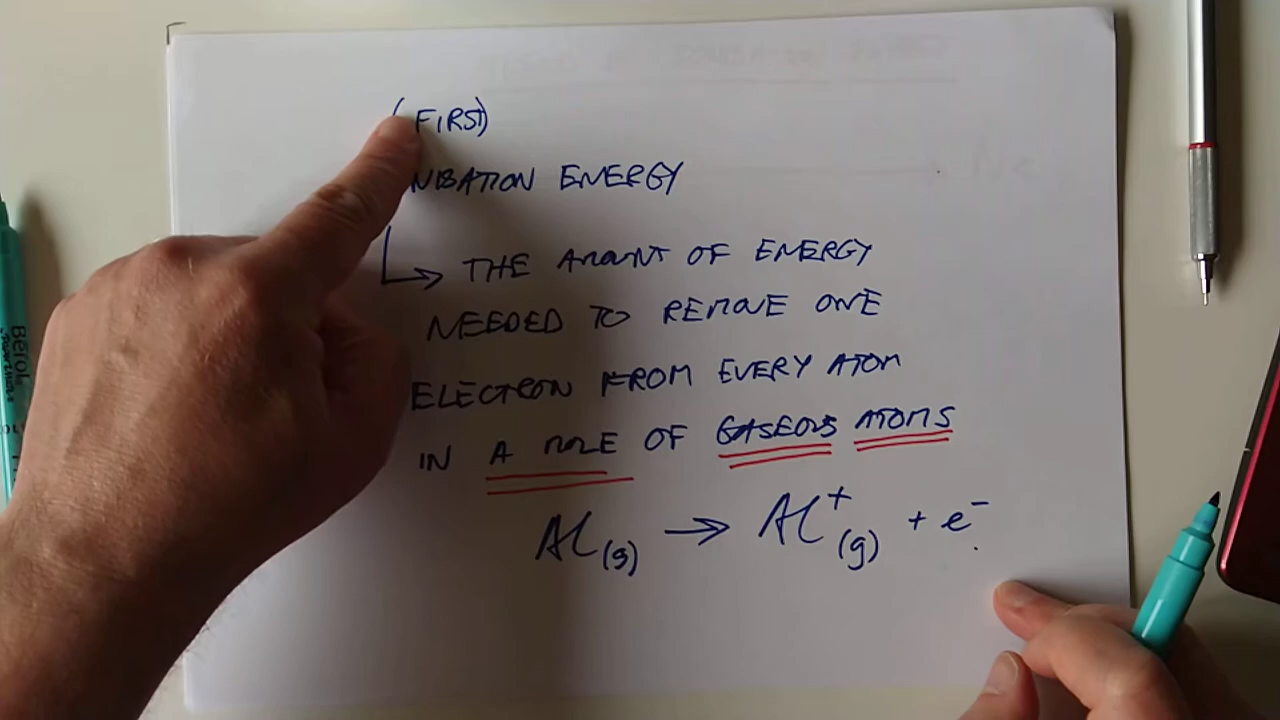 (FIRST)
NISATION ENERGY
↳ THE AMOUNT OF ENERGY
NEEDED TO REMOVE ONE
ELECTRON FROM EVERY ATOM
IN A MOLE OF GASEOUS ATOMS
Al(g) → Al⁺(g) + e⁻
Berol